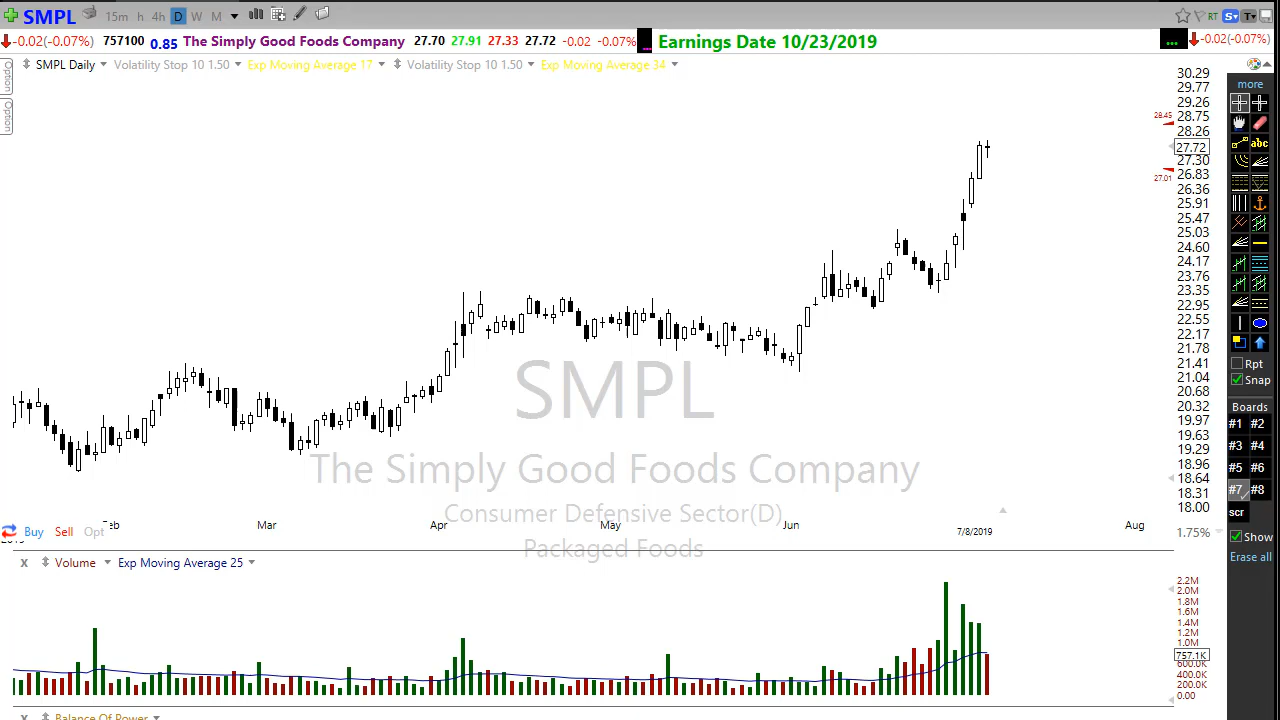 SMPL 15m h 4h D W M RT S T
-0.02(-0.07%) 757100 0.85 The Simply Good Foods Company 27.70 27.91 27.33 27.72 -0.02 -0.07% ... Earnings Date 10/23/2019 ... -0.02(-0.07%)
SMPL Daily Volatility Stop 10 1.50 Exp Moving Average 17 Volatility Stop 10 1.50 Exp Moving Average 34
Option
Option
30.29
29.77
29.26
28.75
28.26
27.72
27.30
26.83
26.36
25.91
25.47
25.03
24.60
24.17
23.76
23.35
22.95
22.55
22.17
21.78
21.41
21.04
20.68
20.32
19.97
19.63
19.29
18.96
18.64
18.31
18.00
28.45
27.01
more
abc
Rpt
Snap
Boards
#1 #2
#3 #4
#5 #6
#7 #8
scr
Show
Erase all
SMPL
The Simply Good Foods Company
Consumer Defensive Sector(D)
Packaged Foods
Feb Mar Apr May Jun 7/8/2019 Aug
Buy Sell Opt
1.75%
x Volume Exp Moving Average 25
2.2M
2.0M
1.8M
1.6M
1.4M
1.2M
1.0M
757.1K
600.0K
400.0K
200.0K
0.00
x Balance Of Power